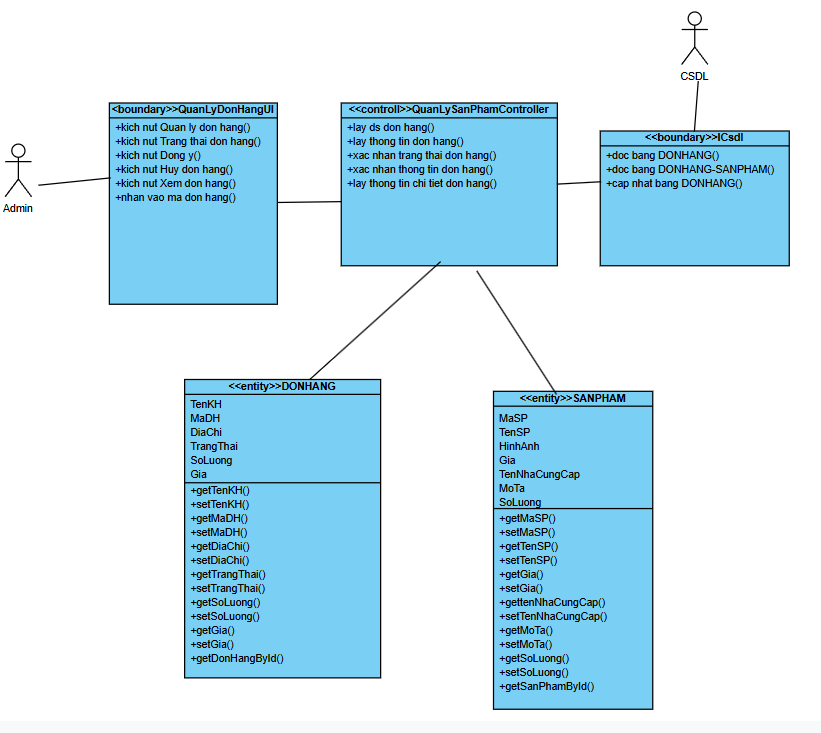 CSDL
<boundary>>QuanLyDonHangUI
+kich nut Quan ly don hang()
+kich nut Trang thai don hang()
+kich nut Dong y()
+kich nut Huy don hang()
+kich nut Xem don hang()
+nhan vao ma don hang()
<<controll>>QuanLySanPhamController
+lay ds don hang()
+lay thong tin don hang()
+xac nhan trang thai don hang()
+xac nhan thong tin don hang()
+lay thong tin chi tiet don hang()
<<boundary>>ICsdl
+doc bang DONHANG()
+doc bang DONHANG-SANPHAM()
+cap nhat bang DONHANG()
Admin
<<entity>>DONHANG
TenKH
MaDH
DiaChi
TrangThai
SoLuong
Gia
+getTenKH()
+setTenKH()
+getMaDH()
+setMaDH()
+getDiaChi()
+setDiaChi()
+getTrangThai()
+setTrangThai()
+getSoLuong()
+setSoLuong()
+getGia()
+setGia()
+getDonHangById()
<<entity>>SANPHAM
MaSP
TenSP
HinhAnh
Gia
TenNhaCungCap
MoTa
SoLuong
+getMaSP()
+setMaSP()
+getTenSP()
+setTenSP()
+getGia()
+setGia()
+gettenNhaCungCap()
+setTenNhaCungCap()
+getMoTa()
+setMoTa()
+getSoLuong()
+setSoLuong()
+getSanPhamById()